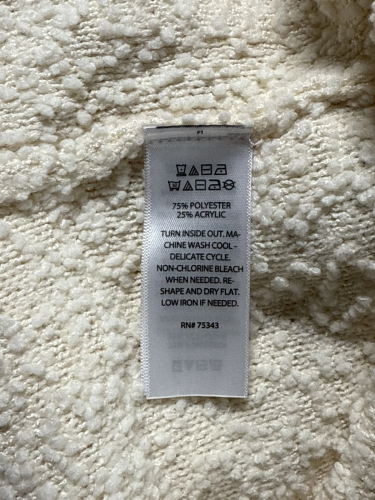 75% POLYESTER
25% ACRYLIC
TURN INSIDE OUT. MA-
CHINE WASH COOL -
DELICATE CYCLE.
NON-CHLORINE BLEACH
WHEN NEEDED. RE-
SHAPE AND DRY FLAT.
LOW IRON IF NEEDED.
RN# 75343